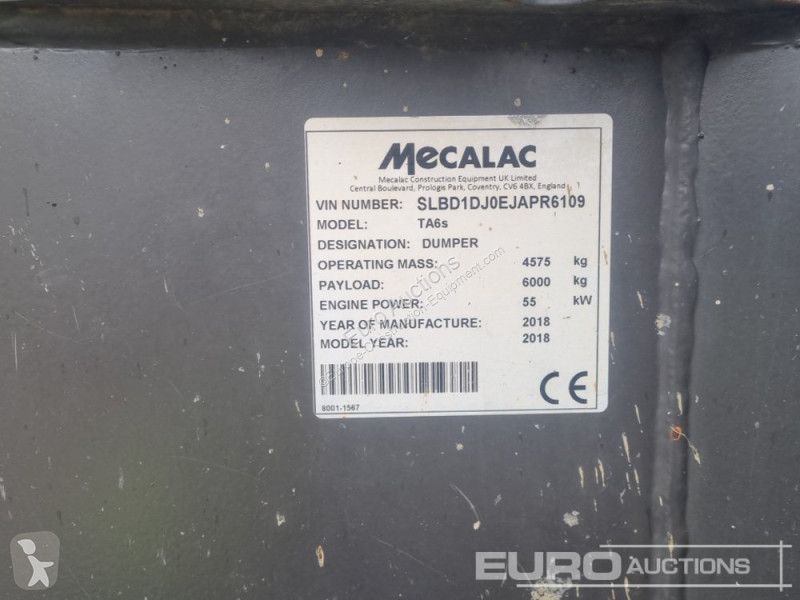 MECALAC
Mecalac Construction Equipment UK Limited
Central Boulevard, Prologis Park, Coventry, CV6 4BX, England
VIN NUMBER: SLBD1DJ0EJAPR6109
MODEL: TA6s
DESIGNATION: DUMPER
OPERATING MASS: 4575 kg
PAYLOAD: 6000 kg
ENGINE POWER: 55 kW
YEAR OF MANUFACTURE: 2018
MODEL YEAR: 2018
8001-1567
CE
Euro Auctions
EUROAUCTIONS